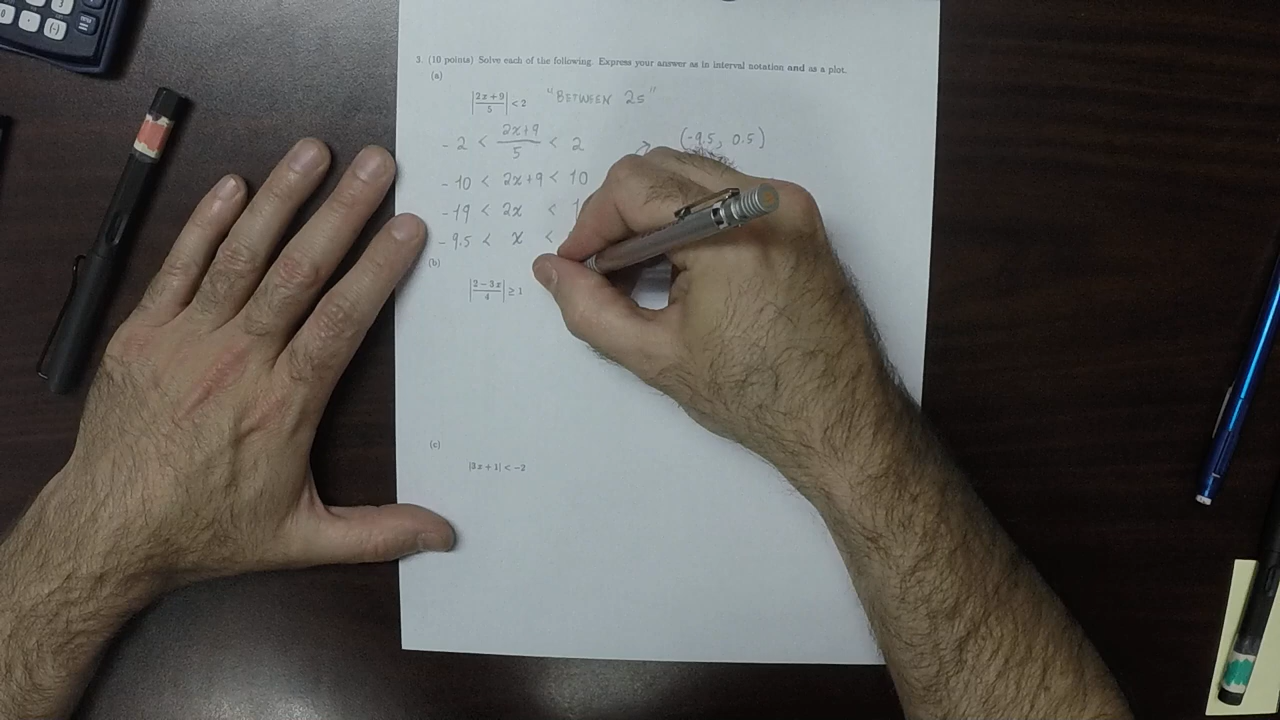 3. (10 points) Solve each of the following. Express your answer as in interval notation and as a plot.
(a)
|2x + 9 / 5| < 2 "BETWEEN 2s"
- 2 < 2x+9 / 5 < 2
(-9.5, 0.5)
- 10 < 2x+9 < 10
- 19 < 2x < 1
- 9.5 < x <
(b)
|2 − 3x / 4| ≥ 1
(c)
|3x + 1| < −2